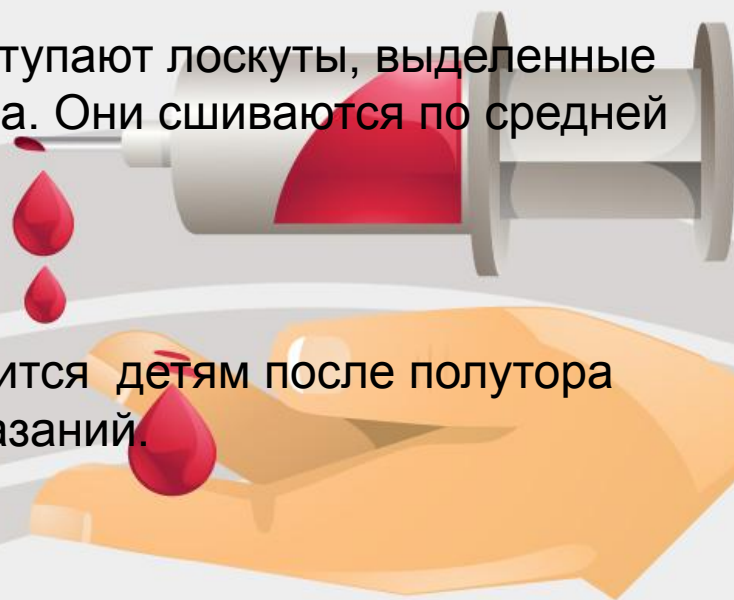 тупают лоскуты, выделенные
а. Они сшиваются по средней
ится детям после полутора
азаний.